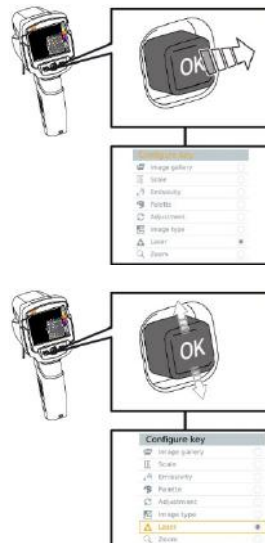 OK
Configure key
Image gallery
Scale
Emissivity
Palette
Adjustment
Image type
Laser
Zoom
OK
Configure key
Image gallery
Scale
Emissivity
Palette
Adjustment
Image type
Laser
Zoom